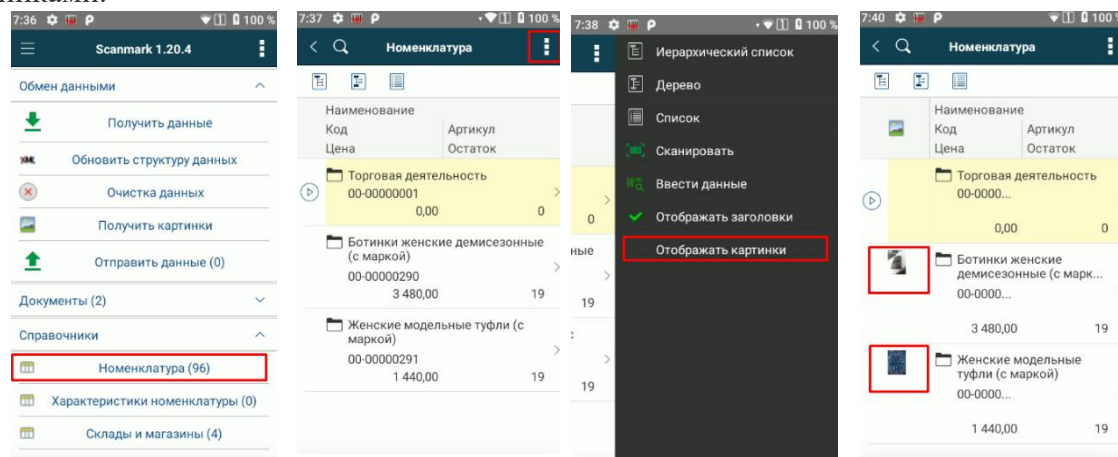 7:36 100 %
Scanmark 1.20.4
Обмен данными
Получить данные
XML Обновить структуру данных
Очистка данных
Получить картинки
Отправить данные (0)
Документы (2)
Справочники
Номенклатура (96)
Характеристики номенклатуры (0)
Склады и магазины (4)
7:37 100 %
Номенклатура
Наименование
Код Артикул
Цена Остаток
Торговая деятельность
00-00000001
0,00 0
Ботинки женские демисезонные
(с маркой)
00-00000290
3 480,00 19
Женские модельные туфли (с
маркой)
00-00000291
1 440,00 19
7:38 100 %
Иерархический список
Дерево
Список
Сканировать
Ввести данные
Отображать заголовки
Отображать картинки
0
ные
19
19
7:40 100
Номенклатура
Наименование
Код Артикул
Цена Остаток
Торговая деятельность
00-0000...
0,00 0
Ботинки женские
демисезонные (с марк...
00-0000...
3 480,00 19
Женские модельные
туфли (с маркой)
00-0000...
1 440,00 19